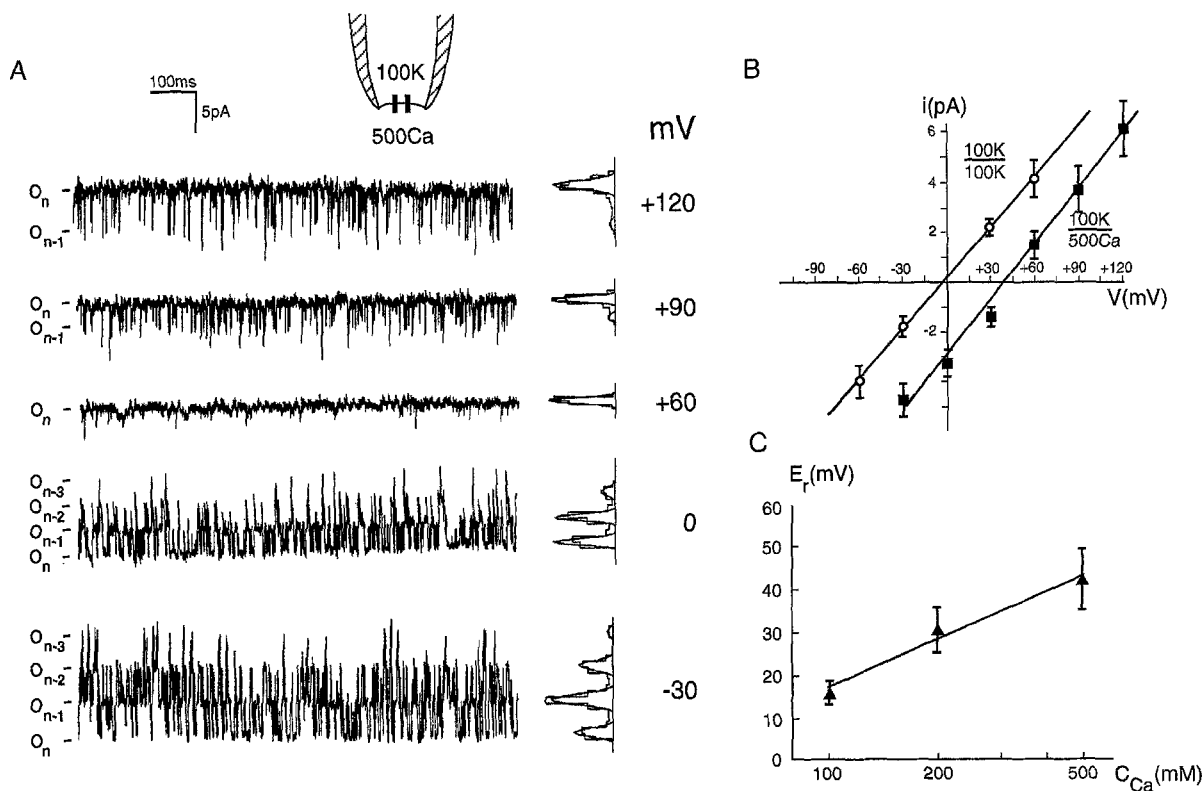 A
100ms
5pA
100K
500Ca
mV
On
On-1
+120
On
On-1
+90
On
+60
On-3
On-2
On-1
On
0
On-3
On-2
On-1
On
-30
B
i(pA)
6
4
2
-2
100K
100K
100K
500Ca
-90 -60 -30 +30 +60 +90 +120
V(mV)
C
Er(mV)
60
50
40
30
20
10
0
100 200 500 CCa(mM)